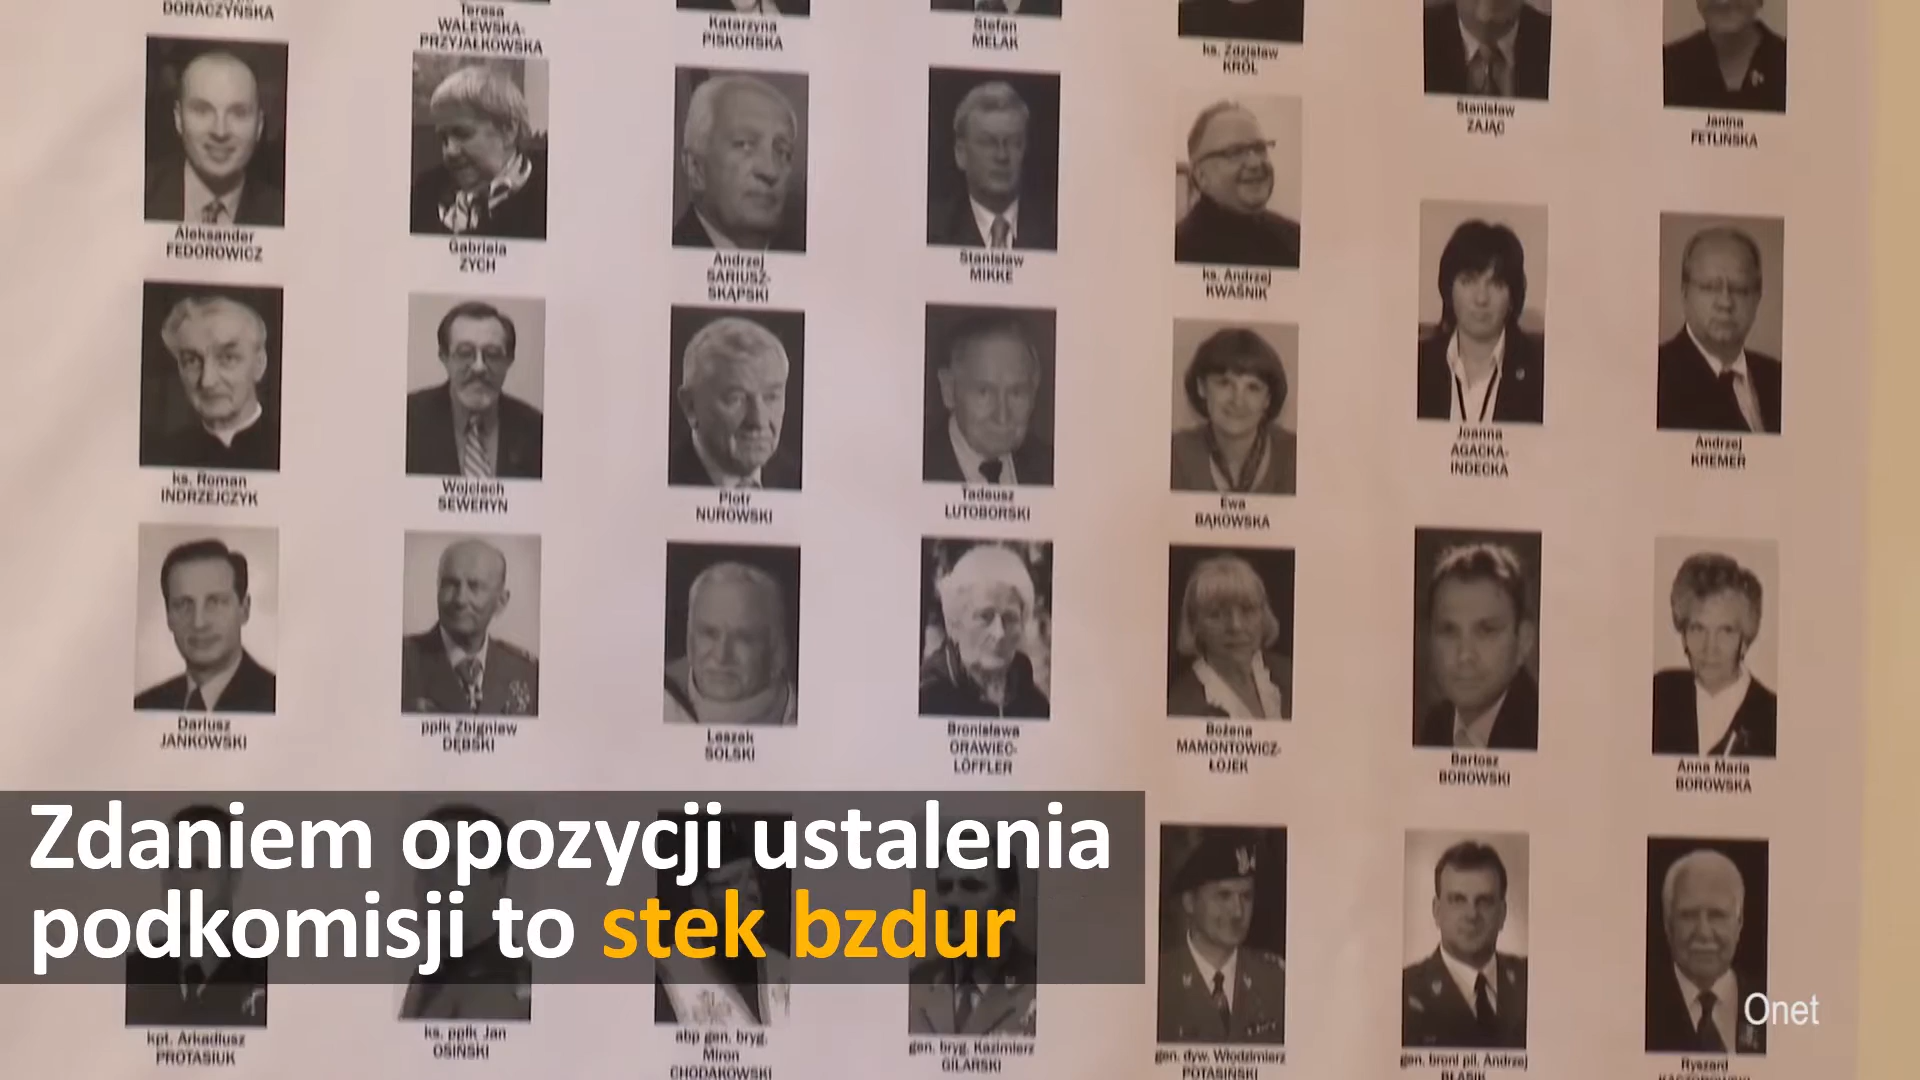 DORACZYŃSKA
Teresa
WALEWSKA-
PRZYJAŁKOWSKA
Katarzyna
PISKORSKA
Stefan
MELAK
ks. Zdzisław
KRÓL
Stanisław
ZAJĄC
Janina
FETLIŃSKA
Aleksander
FEDOROWICZ
Gabriela
ZYCH
Andrzej
SARIUSZ-
SKĄPSKI
Stanisław
MIKKE
ks. Andrzej
KWAŚNIK
Joanna
AGACKA-
INDECKA
Andrzej
KREMER
ks. Roman
INDRZEJCZYK
Wojciech
SEWERYN
Piotr
NUROWSKI
Tadeusz
LUTOBORSKI
Ewa
BĄKOWSKA
Dariusz
JANKOWSKI
ppłk Zbigniew
DĘBSKI
Leszek
SOLSKI
Bronisława
ORAWIEC-
LÖFFLER
Bożena
MAMONTOWICZ-
ŁOJEK
Bartosz
BOROWSKI
Anna Maria
BOROWSKA
Zdaniem opozycji ustalenia
podkomisji to stek bzdur
kpt. Arkadiusz
PROTASIUK
ks. ppłk Jan
OSIŃSKI
abp gen. bryg.
Miron
CHODAKOWSKI
gen. bryg. Kazimierz
GILARSKI
gen. dyw. Włodzimierz
POTASIŃSKI
gen. broni pil. Andrzej
BŁASIK
Ryszard
KACZOROWSKI
Onet